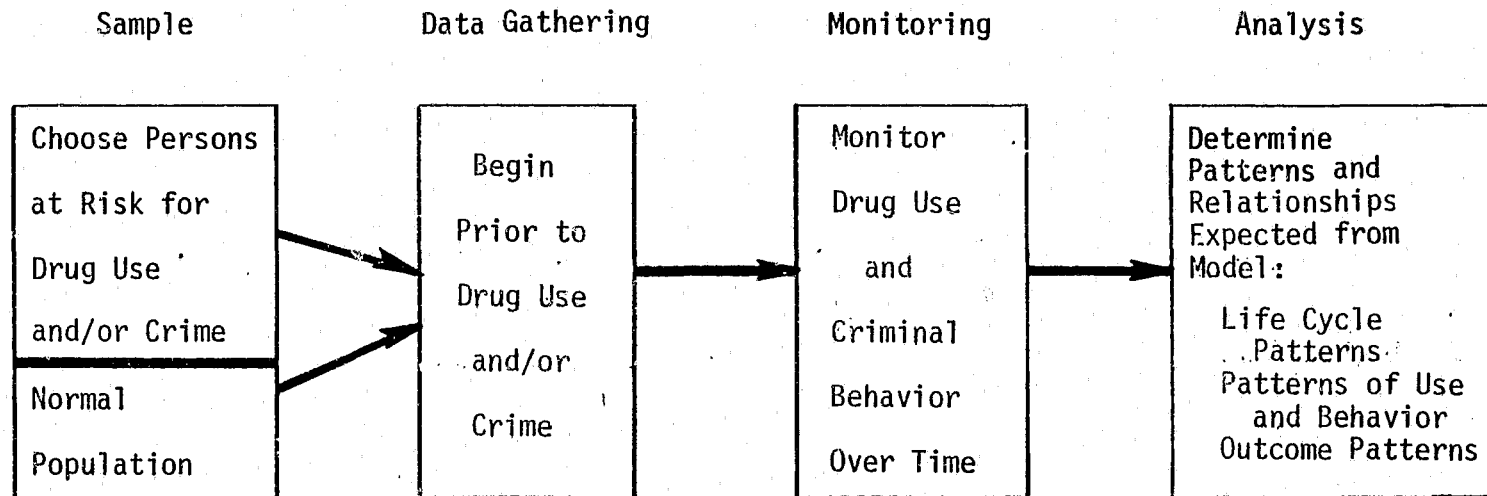 Sample
Data Gathering
Monitoring
Analysis
Choose Persons
at Risk for
Drug Use
and/or Crime
Normal
Population
Begin
Prior to
Drug Use
and/or
Crime
Monitor
Drug Use
and
Criminal
Behavior
Over Time
Determine
Patterns and
Relationships
Expected from
Model:
Life Cycle
Patterns
Patterns of Use
and Behavior
Outcome Patterns